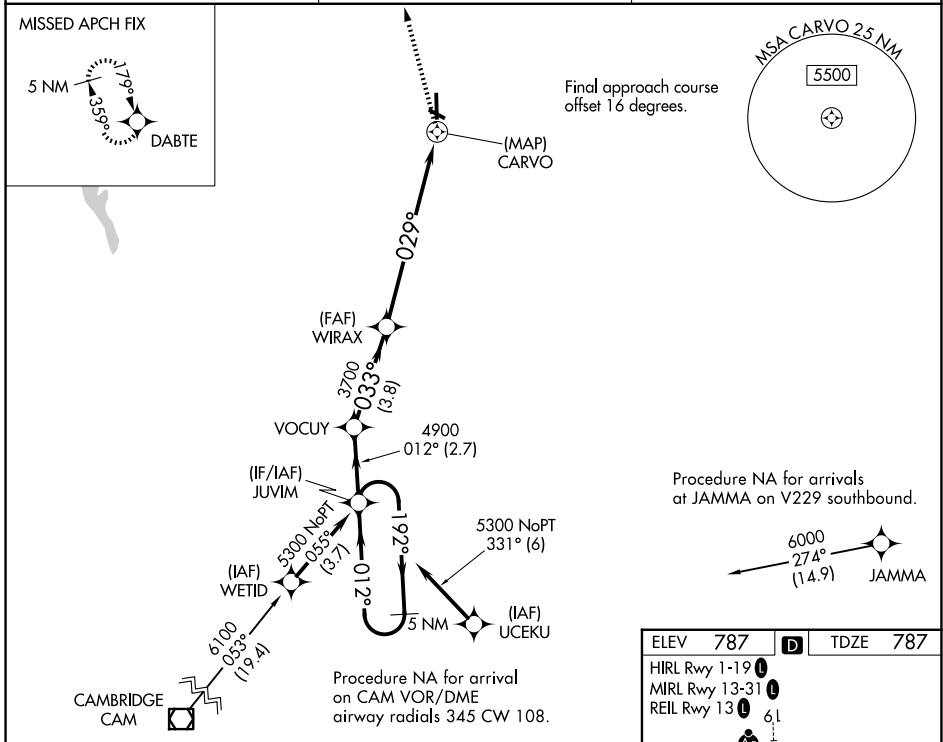 MISSED APCH FIX
5 NM
179°
359°
DABTE
Final approach course
offset 16 degrees.
MSA CARVO 25 NM
5500
(MAP)
CARVO
029°
(FAF)
WIRAX
3700
033°
(3.8)
VOCUY
4900
012° (2.7)
(IF/IAF)
JUVIM
5300 NoPT
055°
(3.7)
192°
012°
5 NM
5300 NoPT
331° (6)
(IAF)
WETID
(IAF)
UCEKU
Procedure NA for arrivals
at JAMMA on V229 southbound.
6000
274°
(14.9)
JAMMA
6100
053°
(19.4)
CAMBRIDGE
CAM
Procedure NA for arrival
on CAM VOR/DME
airway radials 345 CW 108.
ELEV 787 D TDZE 787
HIRL Rwy 1-19 L
MIRL Rwy 13-31 L
REIL Rwy 13 L
19